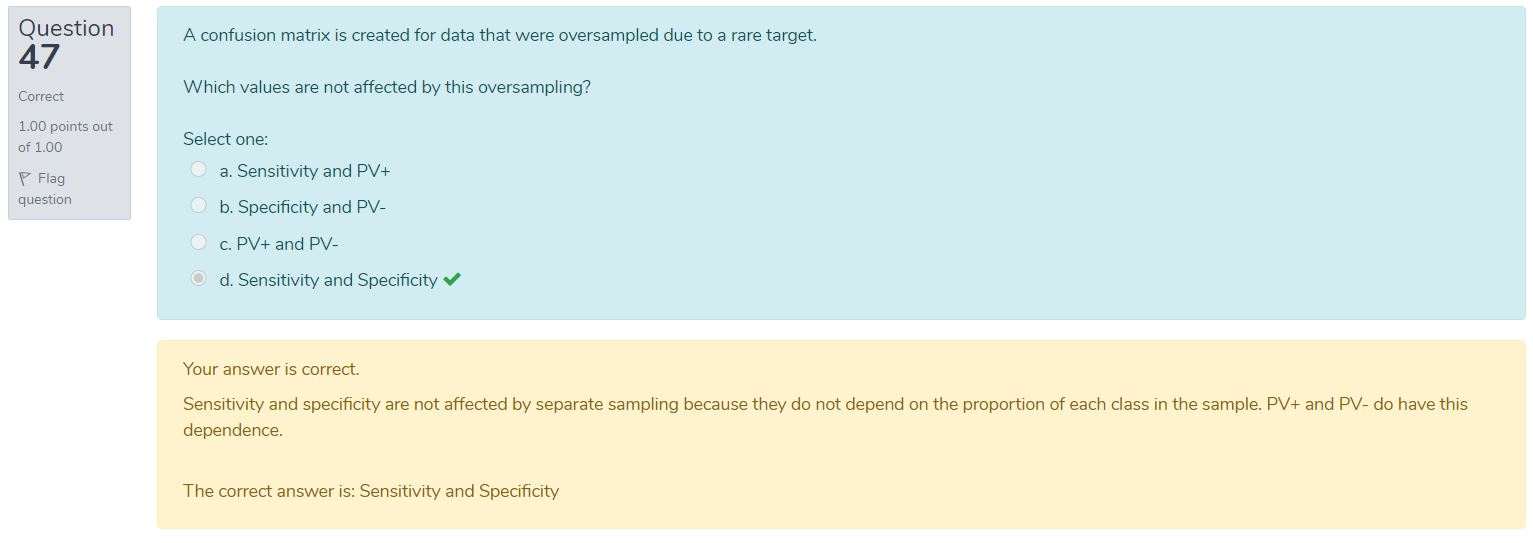 Question
47
Correct
1.00 points out
of 1.00
Flag
question
A confusion matrix is created for data that were oversampled due to a rare target.
Which values are not affected by this oversampling?
Select one:
a. Sensitivity and PV+
b. Specificity and PV-
c. PV+ and PV-
d. Sensitivity and Specificity
Your answer is correct.
Sensitivity and specificity are not affected by separate sampling because they do not depend on the proportion of each class in the sample. PV+ and PV- do have this
dependence.
The correct answer is: Sensitivity and Specificity